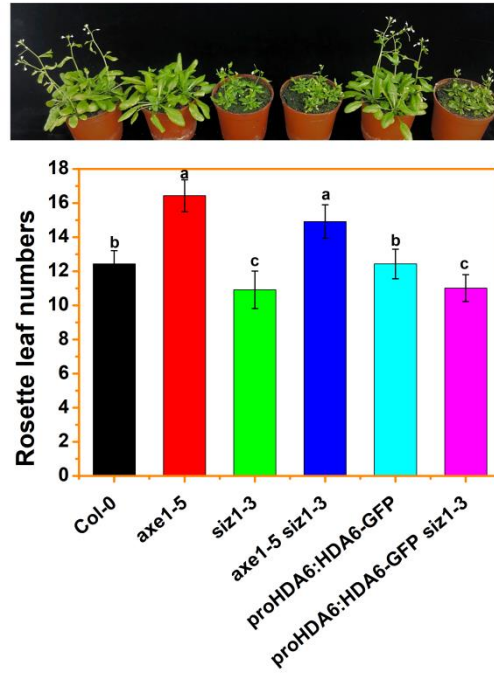 18
16
14
12
10
8
6
4
2
0
Rosette leaf numbers
b
a
c
a
b
c
Col-0
axe1-5
siz1-3
axe1-5 siz1-3
proHDA6:HDA6-GFP
proHDA6:HDA6-GFP siz1-3